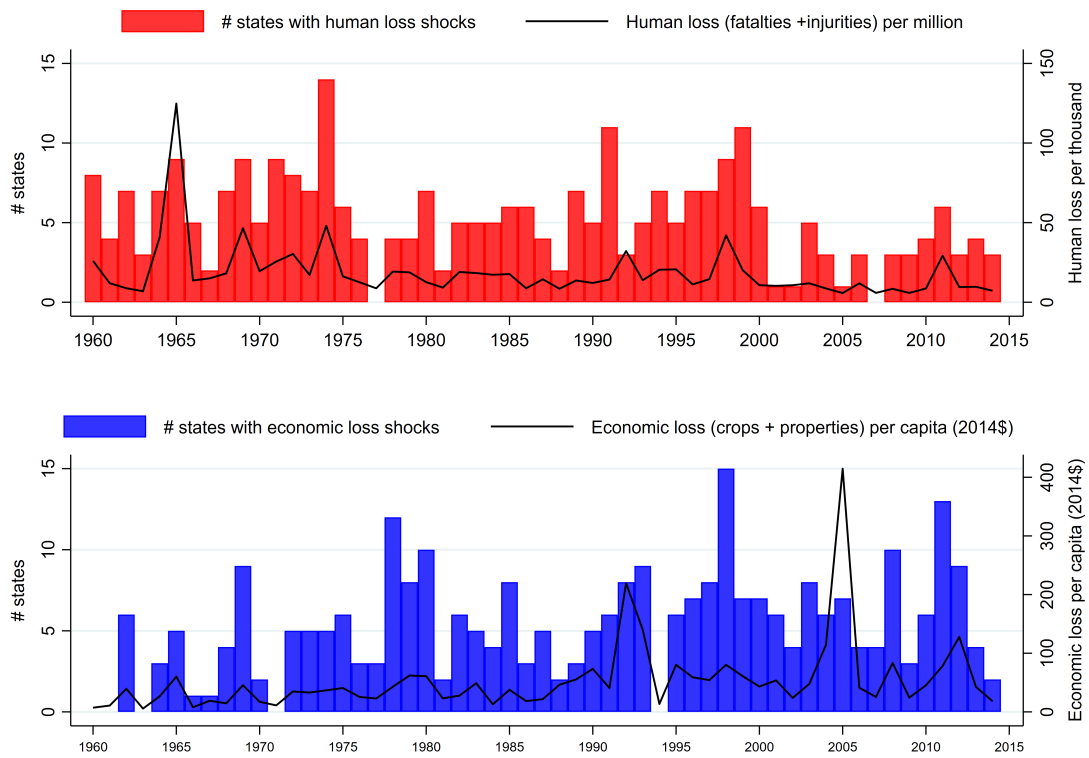 # states with human loss shocks
Human loss (fatalties +injurities) per million
# states
15
10
5
0
Human loss per thousand
150
100
50
0
1960 1965 1970 1975 1980 1985 1990 1995 2000 2005 2010 2015
# states with economic loss shocks
Economic loss (crops + properties) per capita (2014$)
# states
15
10
5
0
Economic loss per capita (2014$)
400
300
200
100
0
1960 1965 1970 1975 1980 1985 1990 1995 2000 2005 2010 2015